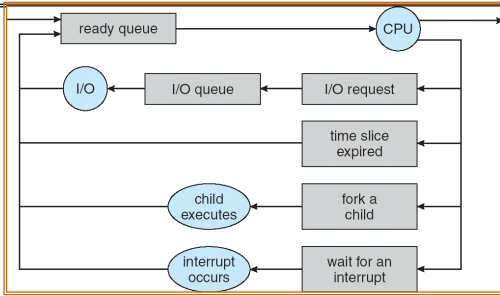 ready queue
CPU
I/O
I/O queue
I/O request
time slice
expired
child
executes
fork a
child
interrupt
occurs
wait for an
interrupt